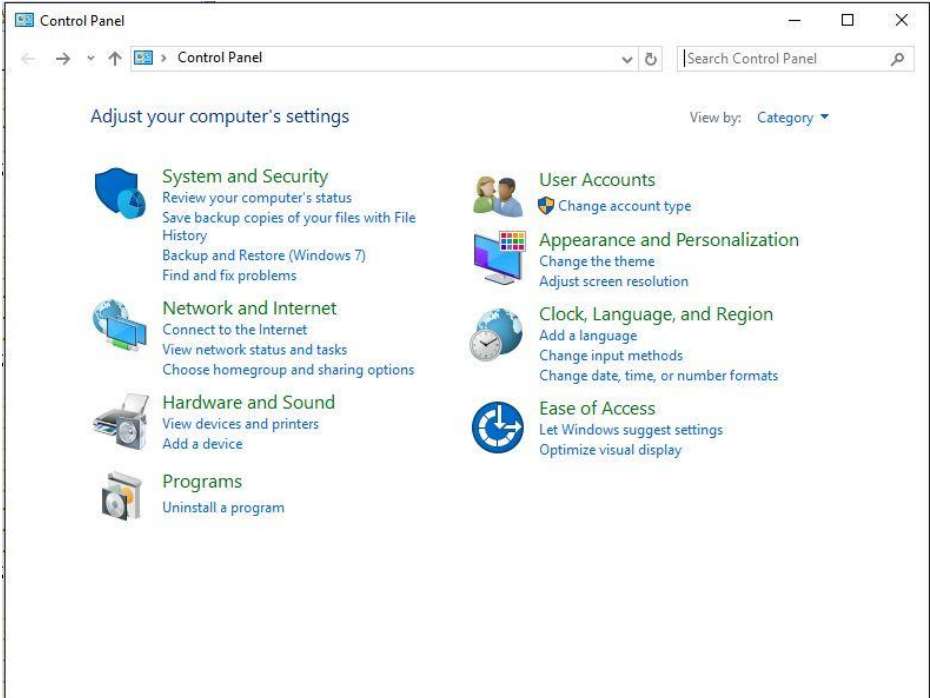 Control Panel
Control Panel
Search Control Panel
Adjust your computer's settings
View by: Category
System and Security
Review your computer's status
Save backup copies of your files with File
History
Backup and Restore (Windows 7)
Find and fix problems
Network and Internet
Connect to the Internet
View network status and tasks
Choose homegroup and sharing options
Hardware and Sound
View devices and printers
Add a device
Programs
Uninstall a program
User Accounts
Change account type
Appearance and Personalization
Change the theme
Adjust screen resolution
Clock, Language, and Region
Add a language
Change input methods
Change date, time, or number formats
Ease of Access
Let Windows suggest settings
Optimize visual display